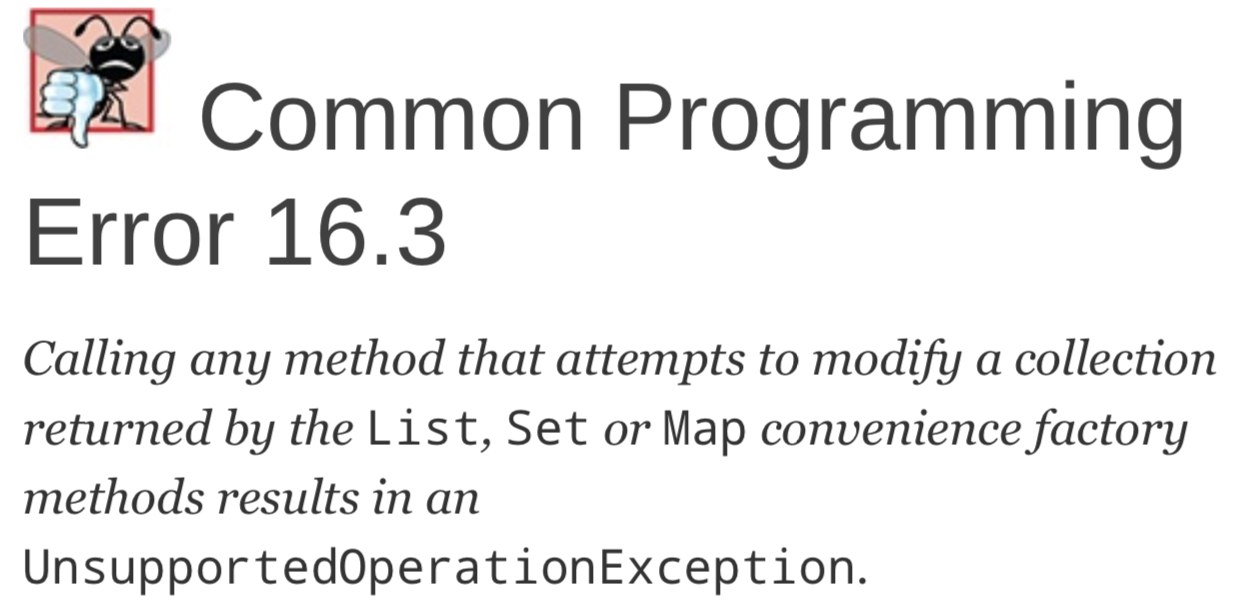 Common Programming
Error 16.3
Calling any method that attempts to modify a collection
returned by the List, Set or Map convenience factory
methods results in an
UnsupportedOperationException.